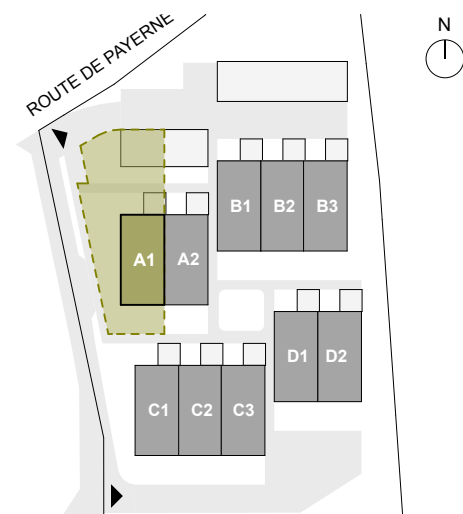 N
ROUTE DE PAYERNE
B1 B2 B3
A1 A2
D1 D2
C1 C2 C3